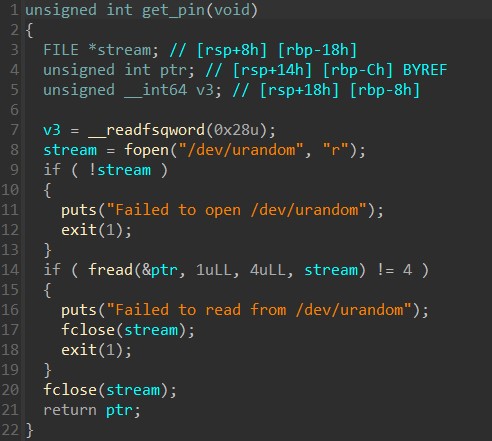 1 unsigned int get_pin(void)
2 {
3   FILE *stream; // [rsp+8h] [rbp-18h]
4   unsigned int ptr; // [rsp+14h] [rbp-Ch] BYREF
5   unsigned __int64 v3; // [rsp+18h] [rbp-8h]
6
7   v3 = __readfsqword(0x28u);
8   stream = fopen("/dev/urandom", "r");
9   if ( !stream )
10   {
11     puts("Failed to open /dev/urandom");
12     exit(1);
13   }
14   if ( fread(&ptr, 1uLL, 4uLL, stream) != 4 )
15   {
16     puts("Failed to read from /dev/urandom");
17     fclose(stream);
18     exit(1);
19   }
20   fclose(stream);
21   return ptr;
22 }